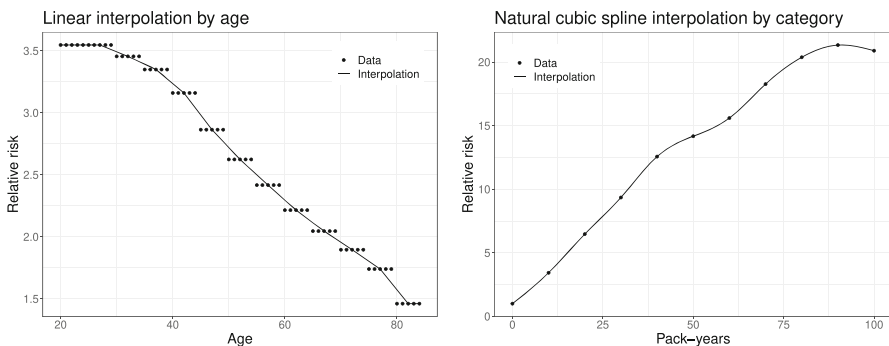 Linear interpolation by age
3.5
3.0
2.5
2.0
1.5
Relative risk
Data
Interpolation
20
40
60
80
Age
Natural cubic spline interpolation by category
20
15
10
5
0
Relative risk
Data
Interpolation
0
25
50
75
100
Pack−years